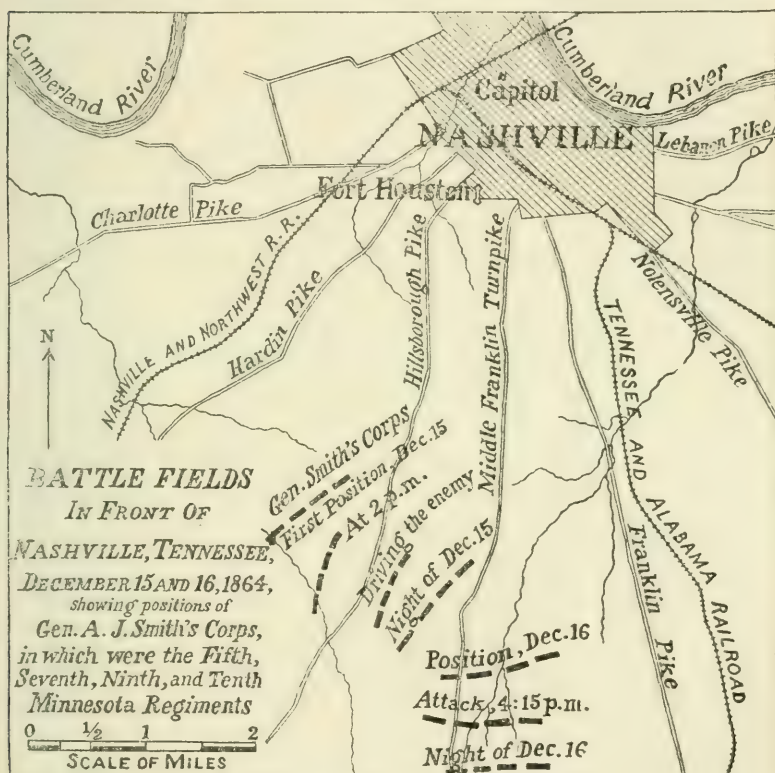 Cumberland River
Cumberland River
Capitol
NASHVILLE
Lebanon Pike
Fort Houston
Charlotte Pike
NASHVILLE AND NORTHWEST R. R.
Hardin Pike
Hillsborough Pike
Middle Franklin Turnpike
Nolensville Pike
TENNESSEE AND ALABAMA RAILROAD
Franklin Pike
N
Gen. Smith's Corps
First Position, Dec. 15
At 2 p.m.
Driving the enemy
Night of Dec. 15
Position, Dec. 16
Attack, 4:15 p.m.
Night of Dec. 16
BATTLE FIELDS
IN FRONT OF
NASHVILLE, TENNESSEE,
DECEMBER 15 AND 16, 1864,
showing positions of
Gen. A. J. Smith's Corps,
in which were the Fifth,
Seventh, Ninth, and Tenth
Minnesota Regiments
0 ½ 1 2
SCALE OF MILES